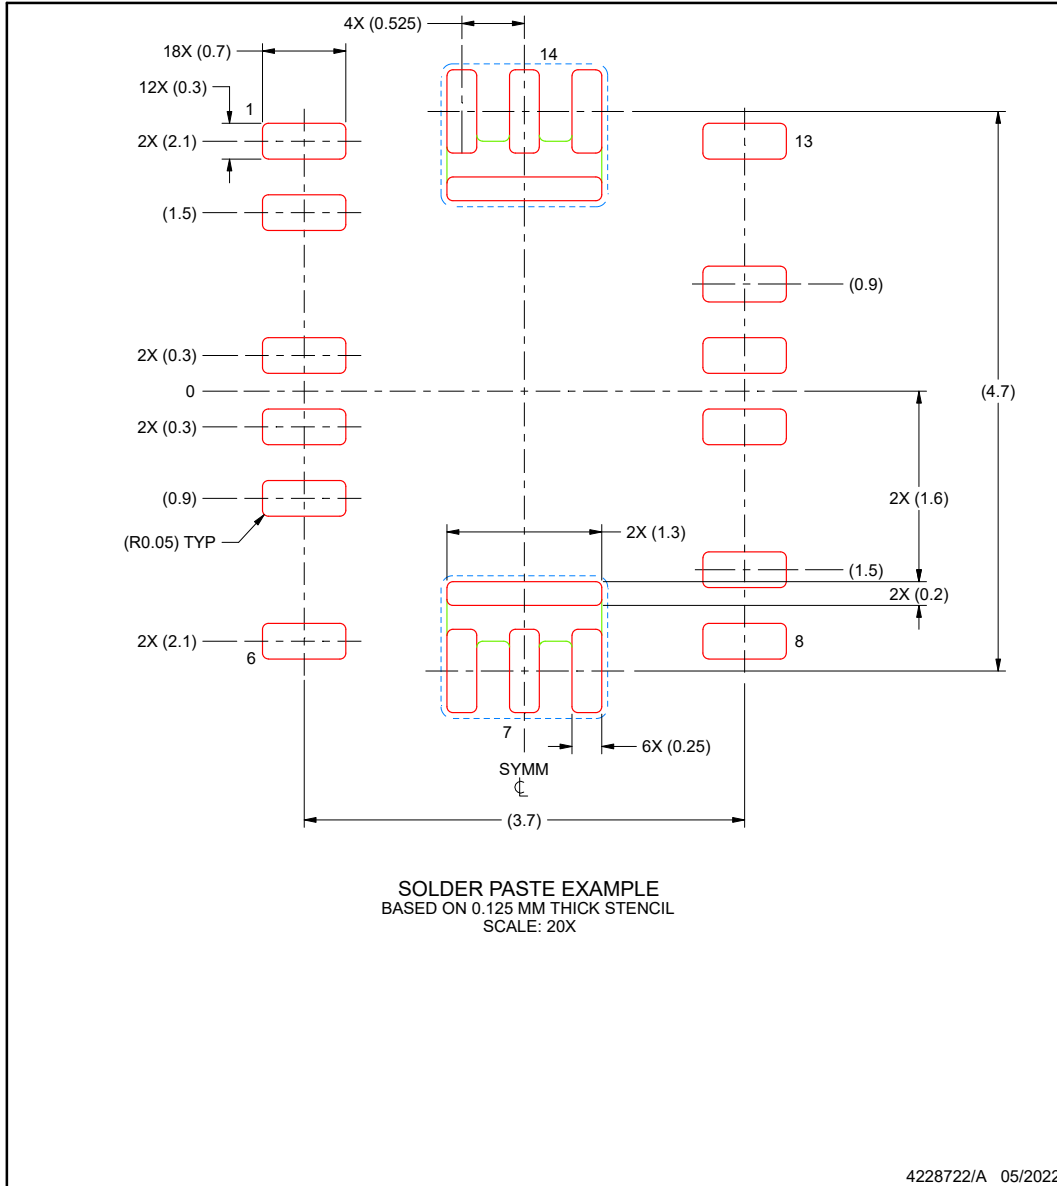 4X (0.525)
18X (0.7)
14
12X (0.3)
1
2X (2.1)
13
(1.5)
(0.9)
2X (0.3)
0
(4.7)
2X (0.3)
(0.9)
2X (1.6)
2X (1.3)
(R0.05) TYP
(1.5)
2X (0.2)
2X (2.1)
8
6
7
6X (0.25)
SYMM
℄
(3.7)
SOLDER PASTE EXAMPLE
BASED ON 0.125 MM THICK STENCIL
SCALE: 20X
4228722/A 05/2022